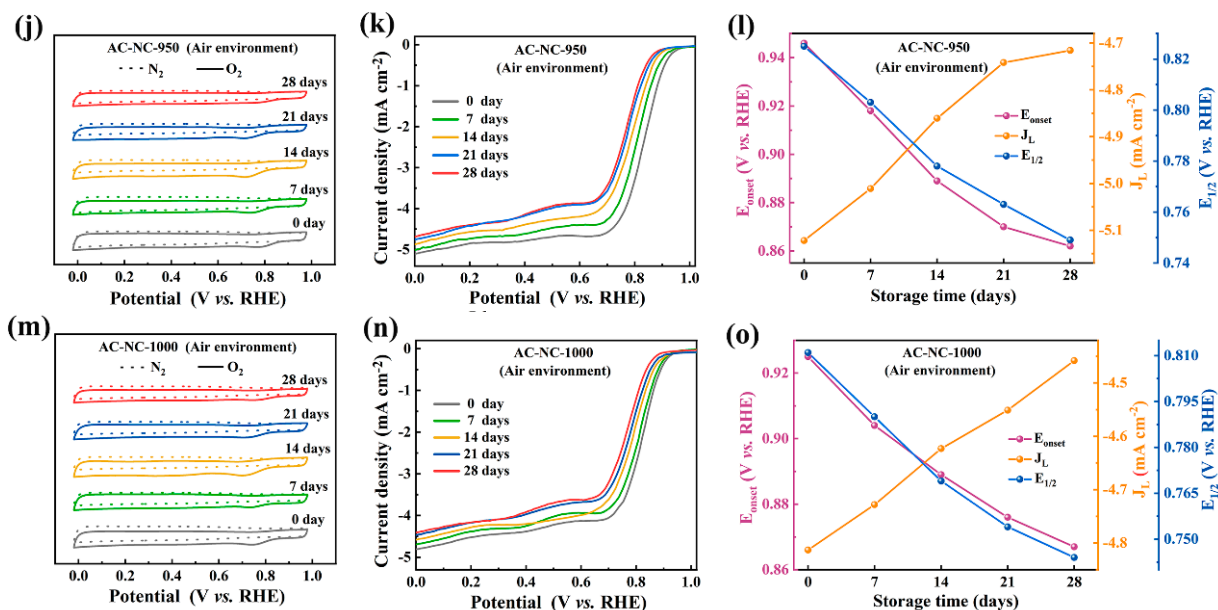 (j)
AC-NC-950 (Air environment)
N2 O2
28 days
21 days
14 days
7 days
0 day
0.0 0.2 0.4 0.6 0.8 1.0
Potential (V vs. RHE)
(k)
AC-NC-950
(Air environment)
0 day
7 days
14 days
21 days
28 days
0
-1
-2
-3
-4
-5
Current density (mA cm-2)
0.0 0.2 0.4 0.6 0.8 1.0
Potential (V vs. RHE)
(l)
AC-NC-950
(Air environment)
Eonset
JL
E1/2
0.94
0.92
0.90
0.88
0.86
Eonset (V vs. RHE)
-4.7
-4.8
-4.9
-5.0
-5.1
JL (mA cm-2)
0.82
0.80
0.78
0.76
0.74
E1/2 (V vs. RHE)
0 7 14 21 28
Storage time (days)
(m)
AC-NC-1000 (Air environment)
N2 O2
28 days
21 days
14 days
7 days
0 day
0.0 0.2 0.4 0.6 0.8 1.0
Potential (V vs. RHE)
(n)
AC-NC-1000
(Air environment)
0 day
7 days
14 days
21 days
28 days
0
-1
-2
-3
-4
-5
Current density (mA cm-2)
0.0 0.2 0.4 0.6 0.8 1.0
Potential (V vs. RHE)
(o)
AC-NC-1000
(Air environment)
Eonset
JL
E1/2
0.92
0.90
0.88
0.86
Eonset (V vs. RHE)
-4.5
-4.6
-4.7
-4.8
JL (mA cm-2)
0.810
0.790
0.780
0.765
0.750
E1/2 (V vs. RHE)
0 7 14 21 28
Storage time (days)